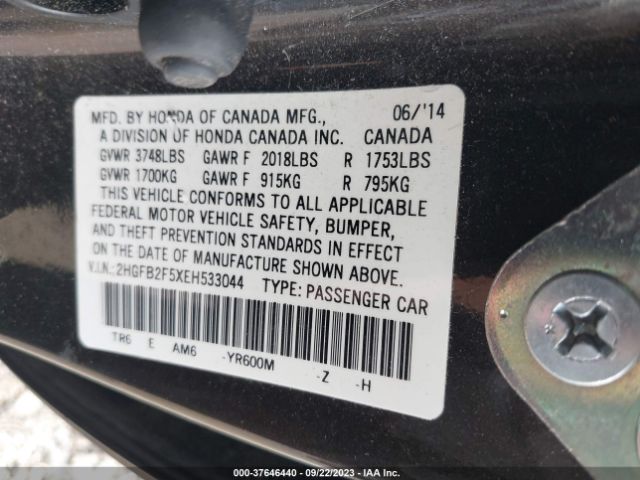 MFD. BY HONDA OF CANADA MFG., 06/'14
A DIVISION OF HONDA CANADA INC. CANADA
GVWR 3748LBS GAWR F 2018LBS R 1753LBS
GVWR 1700KG GAWR F 915KG R 795KG
THIS VEHICLE CONFORMS TO ALL APPLICABLE
FEDERAL MOTOR VEHICLE SAFETY, BUMPER,
AND THEFT PREVENTION STANDARDS IN EFFECT
ON THE DATE OF MANUFACTURE SHOWN ABOVE.
V.I.N.:2HGFB2F5XEH533044 TYPE: PASSENGER CAR
TR6 E AM6 -YR600M -Z -H
000-37646440 - 09/22/2023 - IAA Inc.